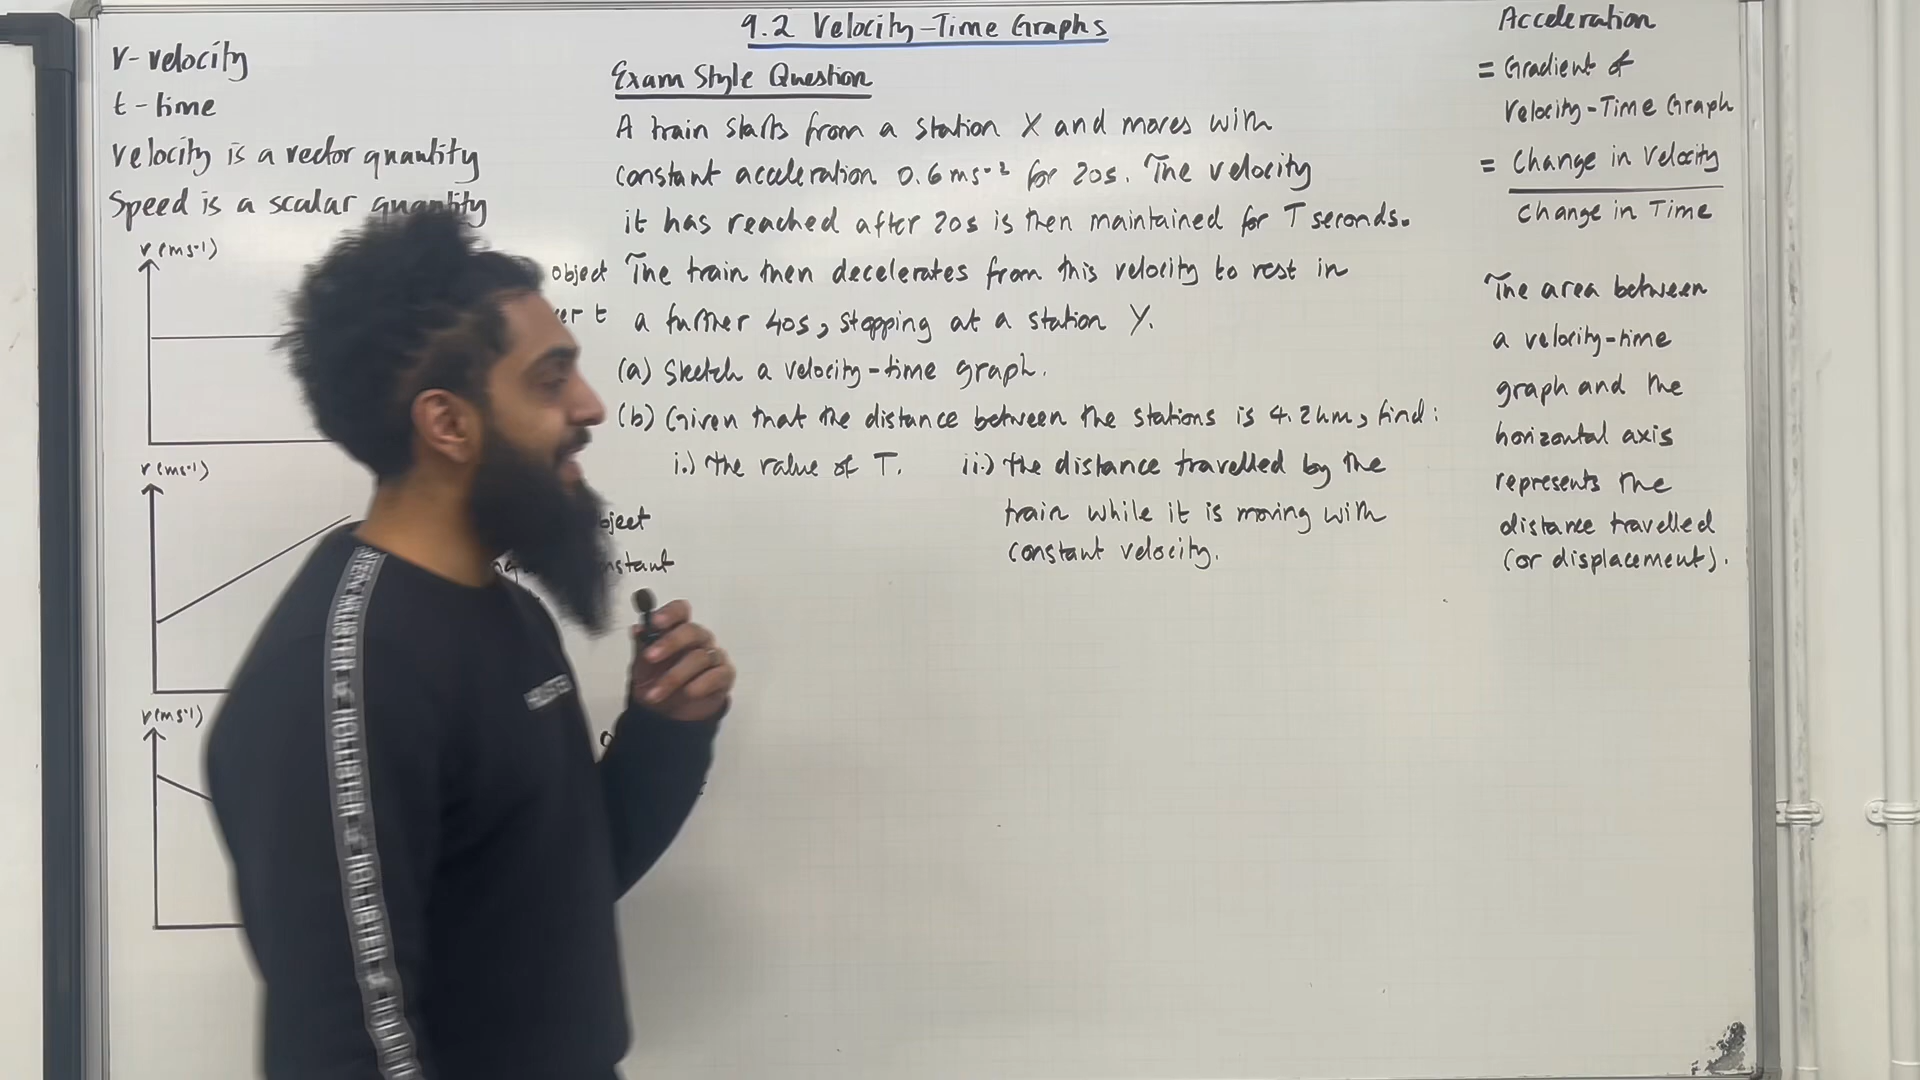 9.2 Velocity-Time Graphs
v - velocity
t - time
velocity is a vector quantity
Speed is a scalar quantity
v (ms-1)
object
t
v (ms-1)
v (ms-1)
Exam Style Question
A train starts from a station X and moves with
constant acceleration 0.6 ms-2 for 20s. The velocity
it has reached after 20s is then maintained for T seconds.
The train then decelerates from this velocity to rest in
a further 40s, stopping at a station Y.
(a) Sketch a velocity-time graph.
(b) Given that the distance between the stations is 4.2km, find:
i.) the value of T.
ii.) the distance travelled by the
train while it is moving with
constant velocity.
Acceleration
= Gradient of
Velocity-Time Graph
= Change in Velocity
Change in Time
The area between
a velocity-time
graph and the
horizontal axis
represents the
distance travelled
(or displacement).
HOLLISTER HOLLISTER HOLLISTER